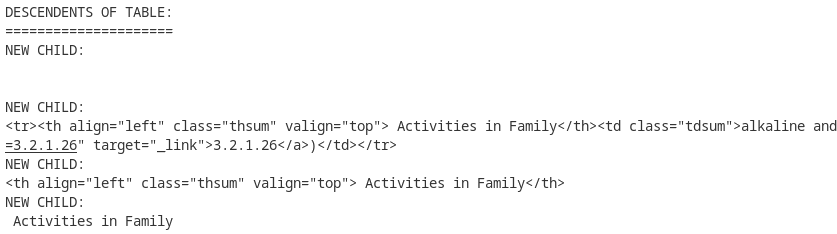 DESCENDENTS OF TABLE:
=====================
NEW CHILD:
NEW CHILD:
<tr><th align="left" class="thsum" valign="top"> Activities in Family</th><td class="tdsum">alkaline and
=3.2.1.26" target="_link">3.2.1.26</a>)</td></tr>
NEW CHILD:
<th align="left" class="thsum" valign="top"> Activities in Family</th>
NEW CHILD:
 Activities in Family